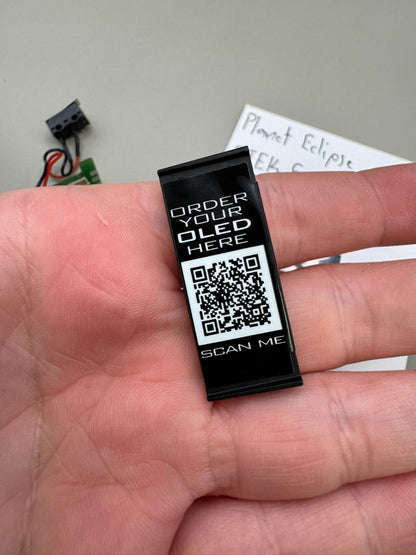 ORDER
YOUR
OLED
HERE
SCAN ME
Planet Eclipse